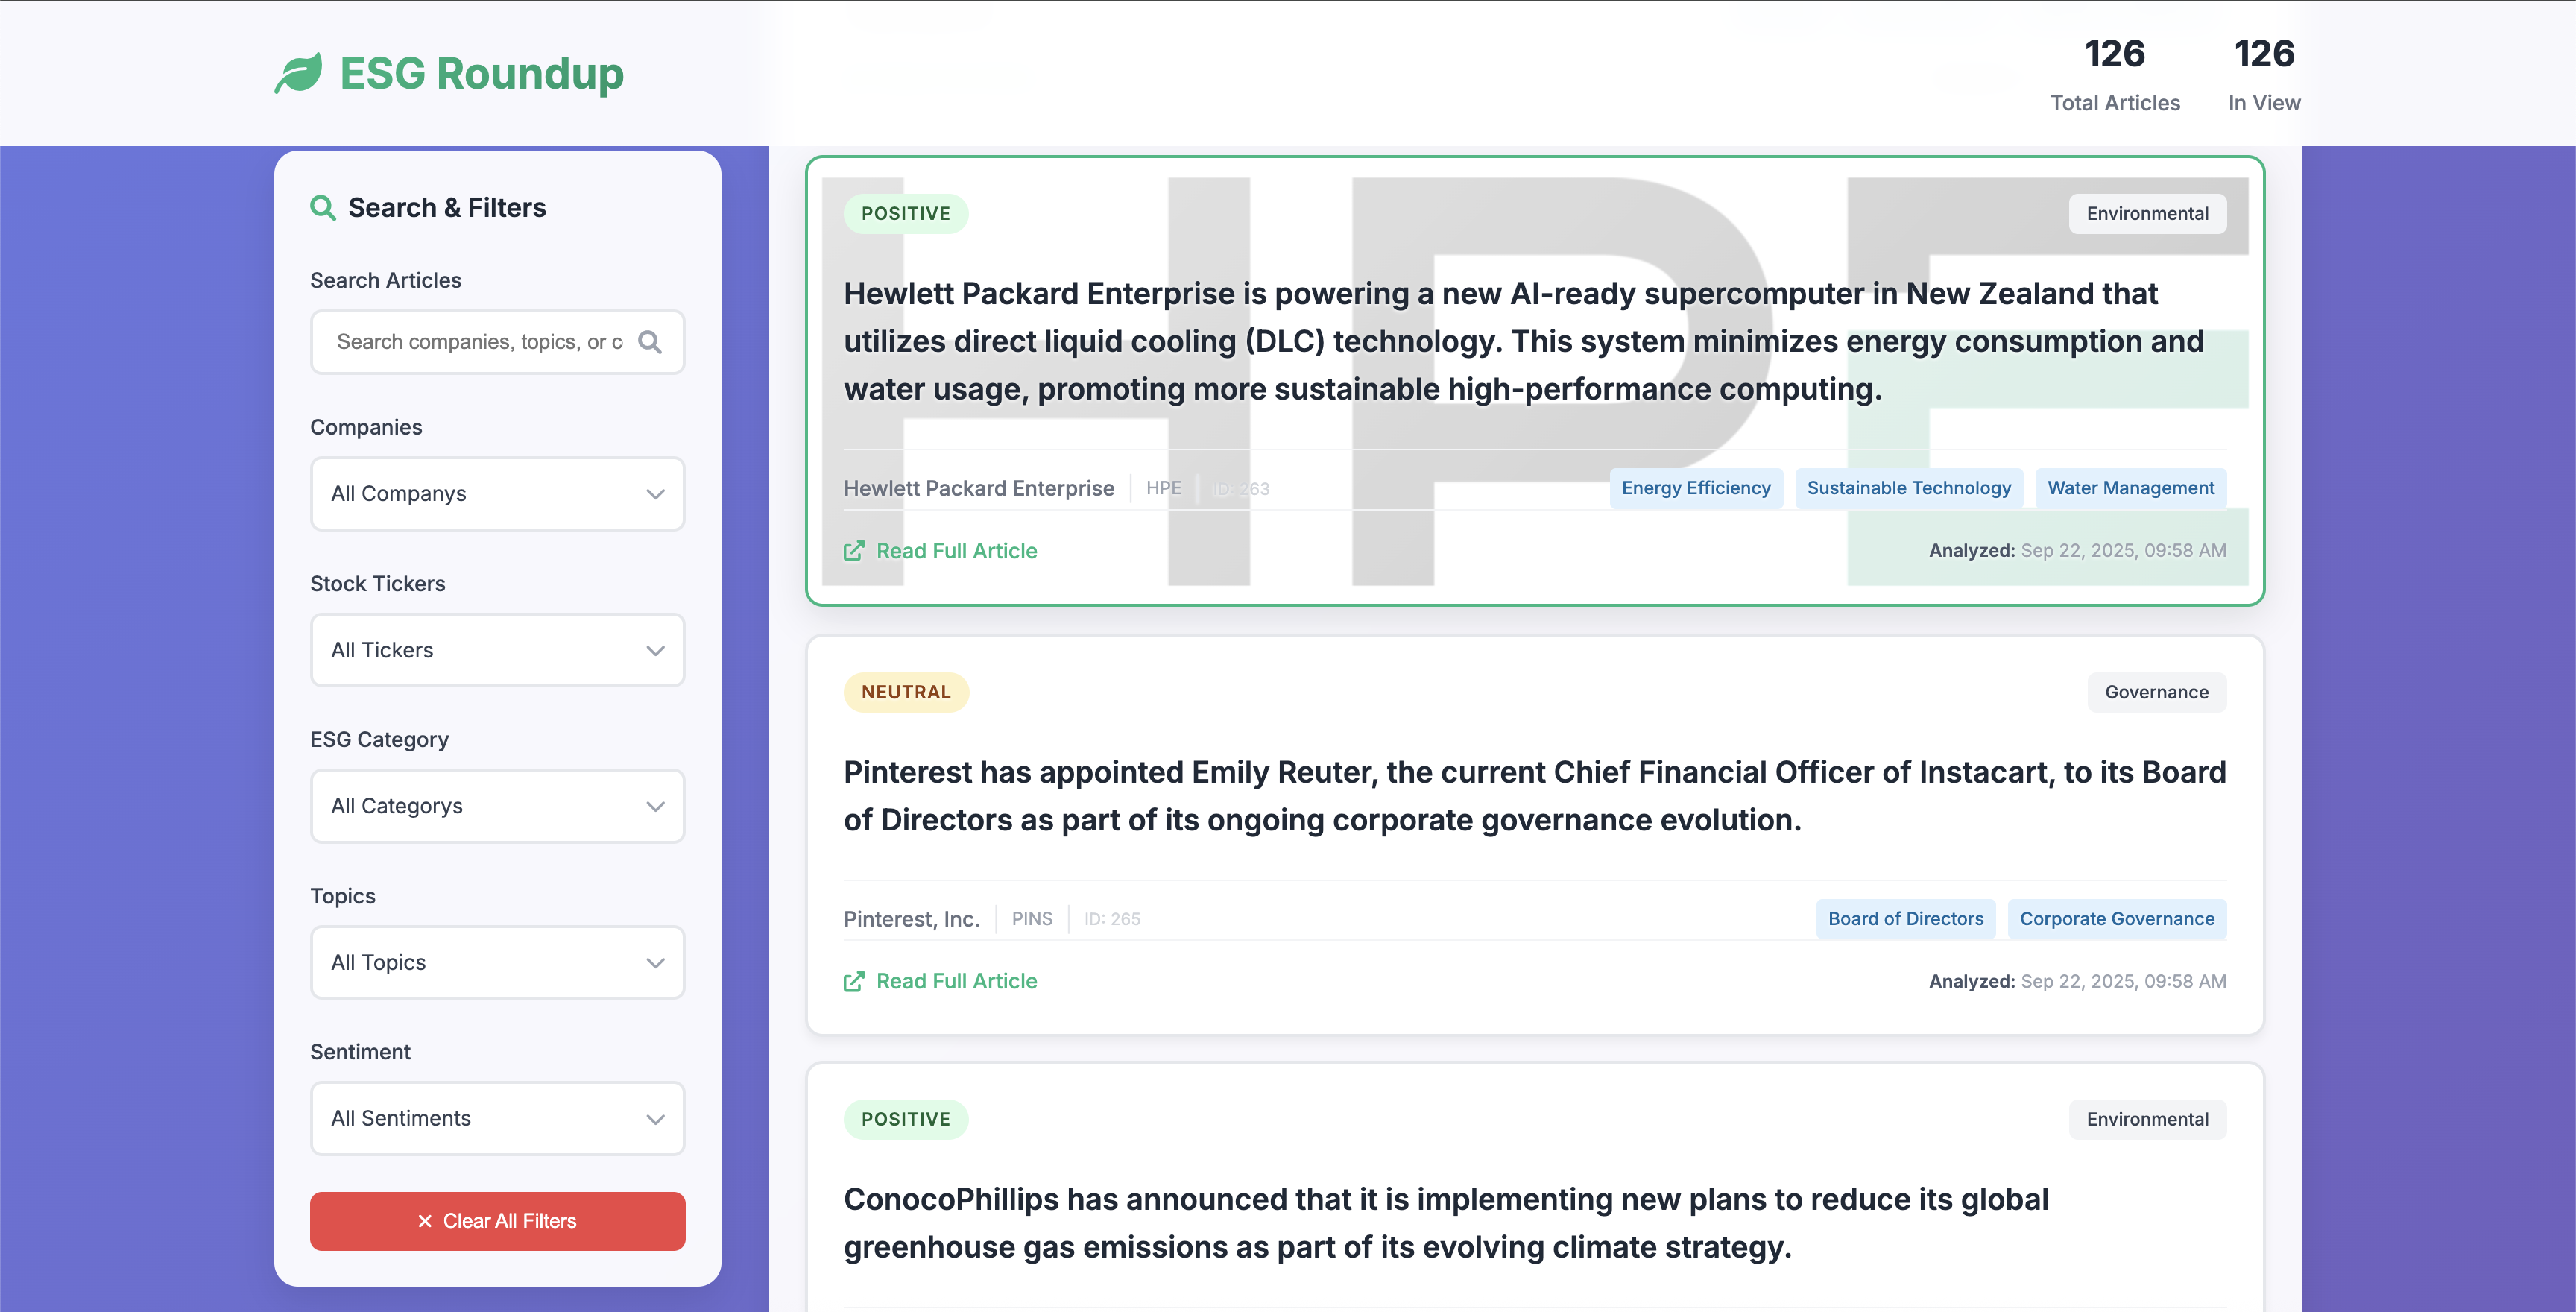 ESG Roundup
126
Total Articles
126
In View
Search & Filters
Search Articles
Search companies, topics, or c
Companies
All Companys
Stock Tickers
All Tickers
ESG Category
All Categorys
Topics
All Topics
Sentiment
All Sentiments
Clear All Filters
HPE
POSITIVE
Environmental
Hewlett Packard Enterprise is powering a new AI-ready supercomputer in New Zealand that
utilizes direct liquid cooling (DLC) technology. This system minimizes energy consumption and
water usage, promoting more sustainable high-performance computing.
Hewlett Packard Enterprise
HPE
ID: 263
Energy Efficiency
Sustainable Technology
Water Management
Read Full Article
Analyzed: Sep 22, 2025, 09:58 AM
NEUTRAL
Governance
Pinterest has appointed Emily Reuter, the current Chief Financial Officer of Instacart, to its Board
of Directors as part of its ongoing corporate governance evolution.
Pinterest, Inc.
PINS
ID: 265
Board of Directors
Corporate Governance
Read Full Article
Analyzed: Sep 22, 2025, 09:58 AM
POSITIVE
Environmental
ConocoPhillips has announced that it is implementing new plans to reduce its global
greenhouse gas emissions as part of its evolving climate strategy.